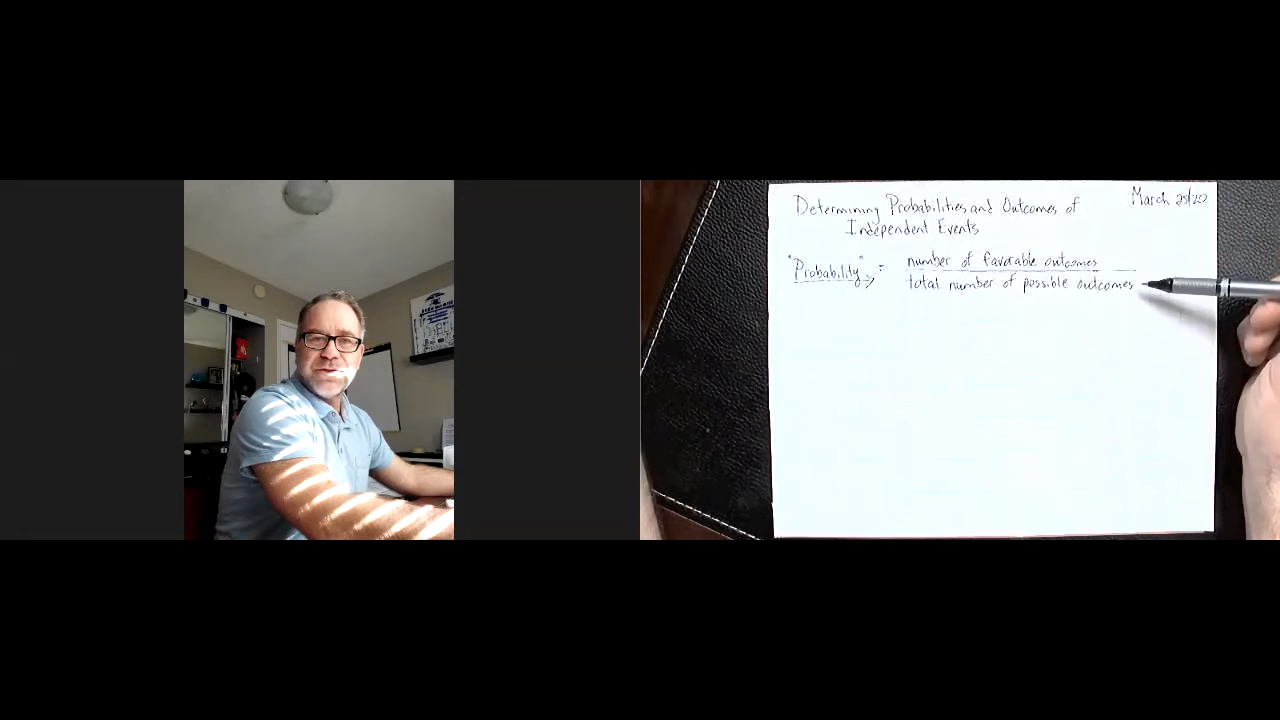 Determining Probabilities and Outcomes of
Independent Events
March 25/20
"Probability" = number of favorable outcomes
total number of possible outcomes